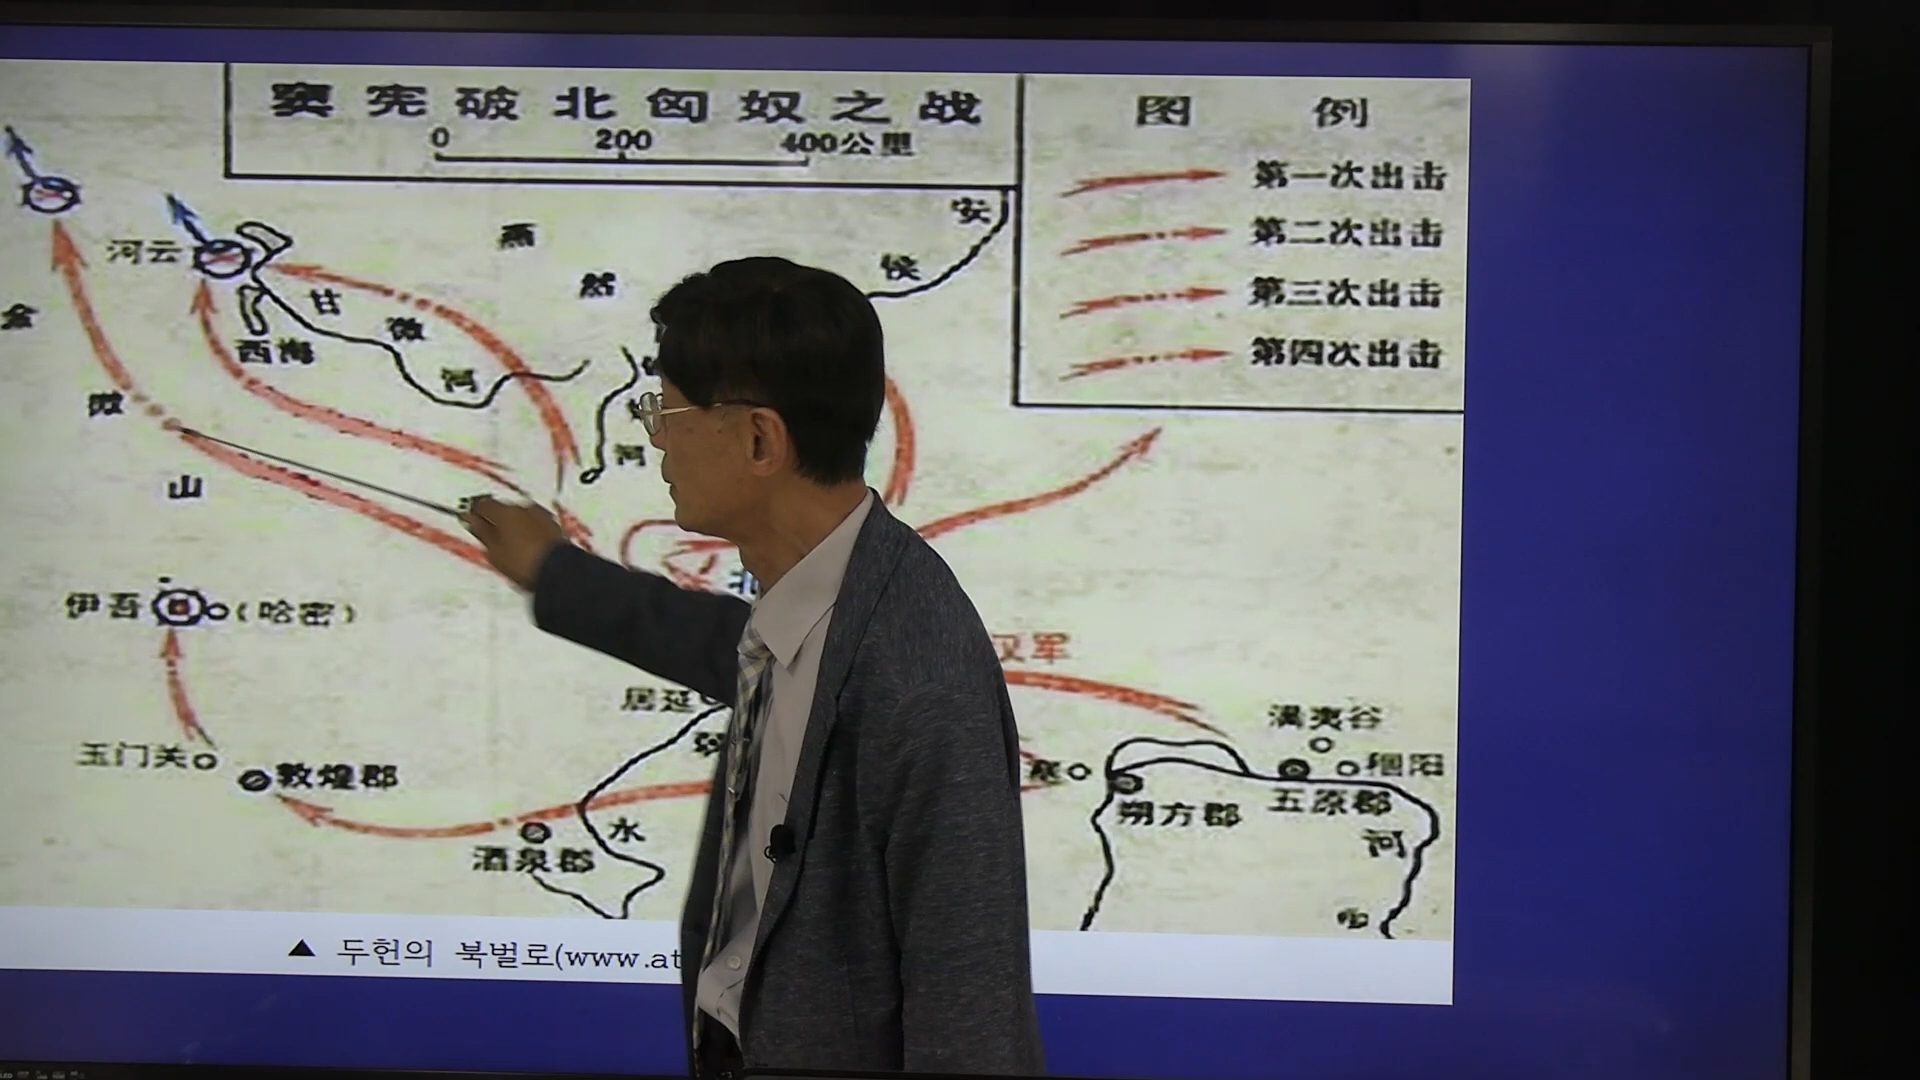 窦宪破北匈奴之战
0 200 400公里
图 例
第一次出击
第二次出击
第三次出击
第四次出击
安
侯
河云
燕
然
甘
微
河
西海
金
微
山
河
伊吾
(哈密)
北
汉军
居延
玉门关
敦煌郡
酒泉郡
水
满夷谷
稒阳
五原郡
朔方郡
塞
河
▲ 두헌의 북벌로(www.at